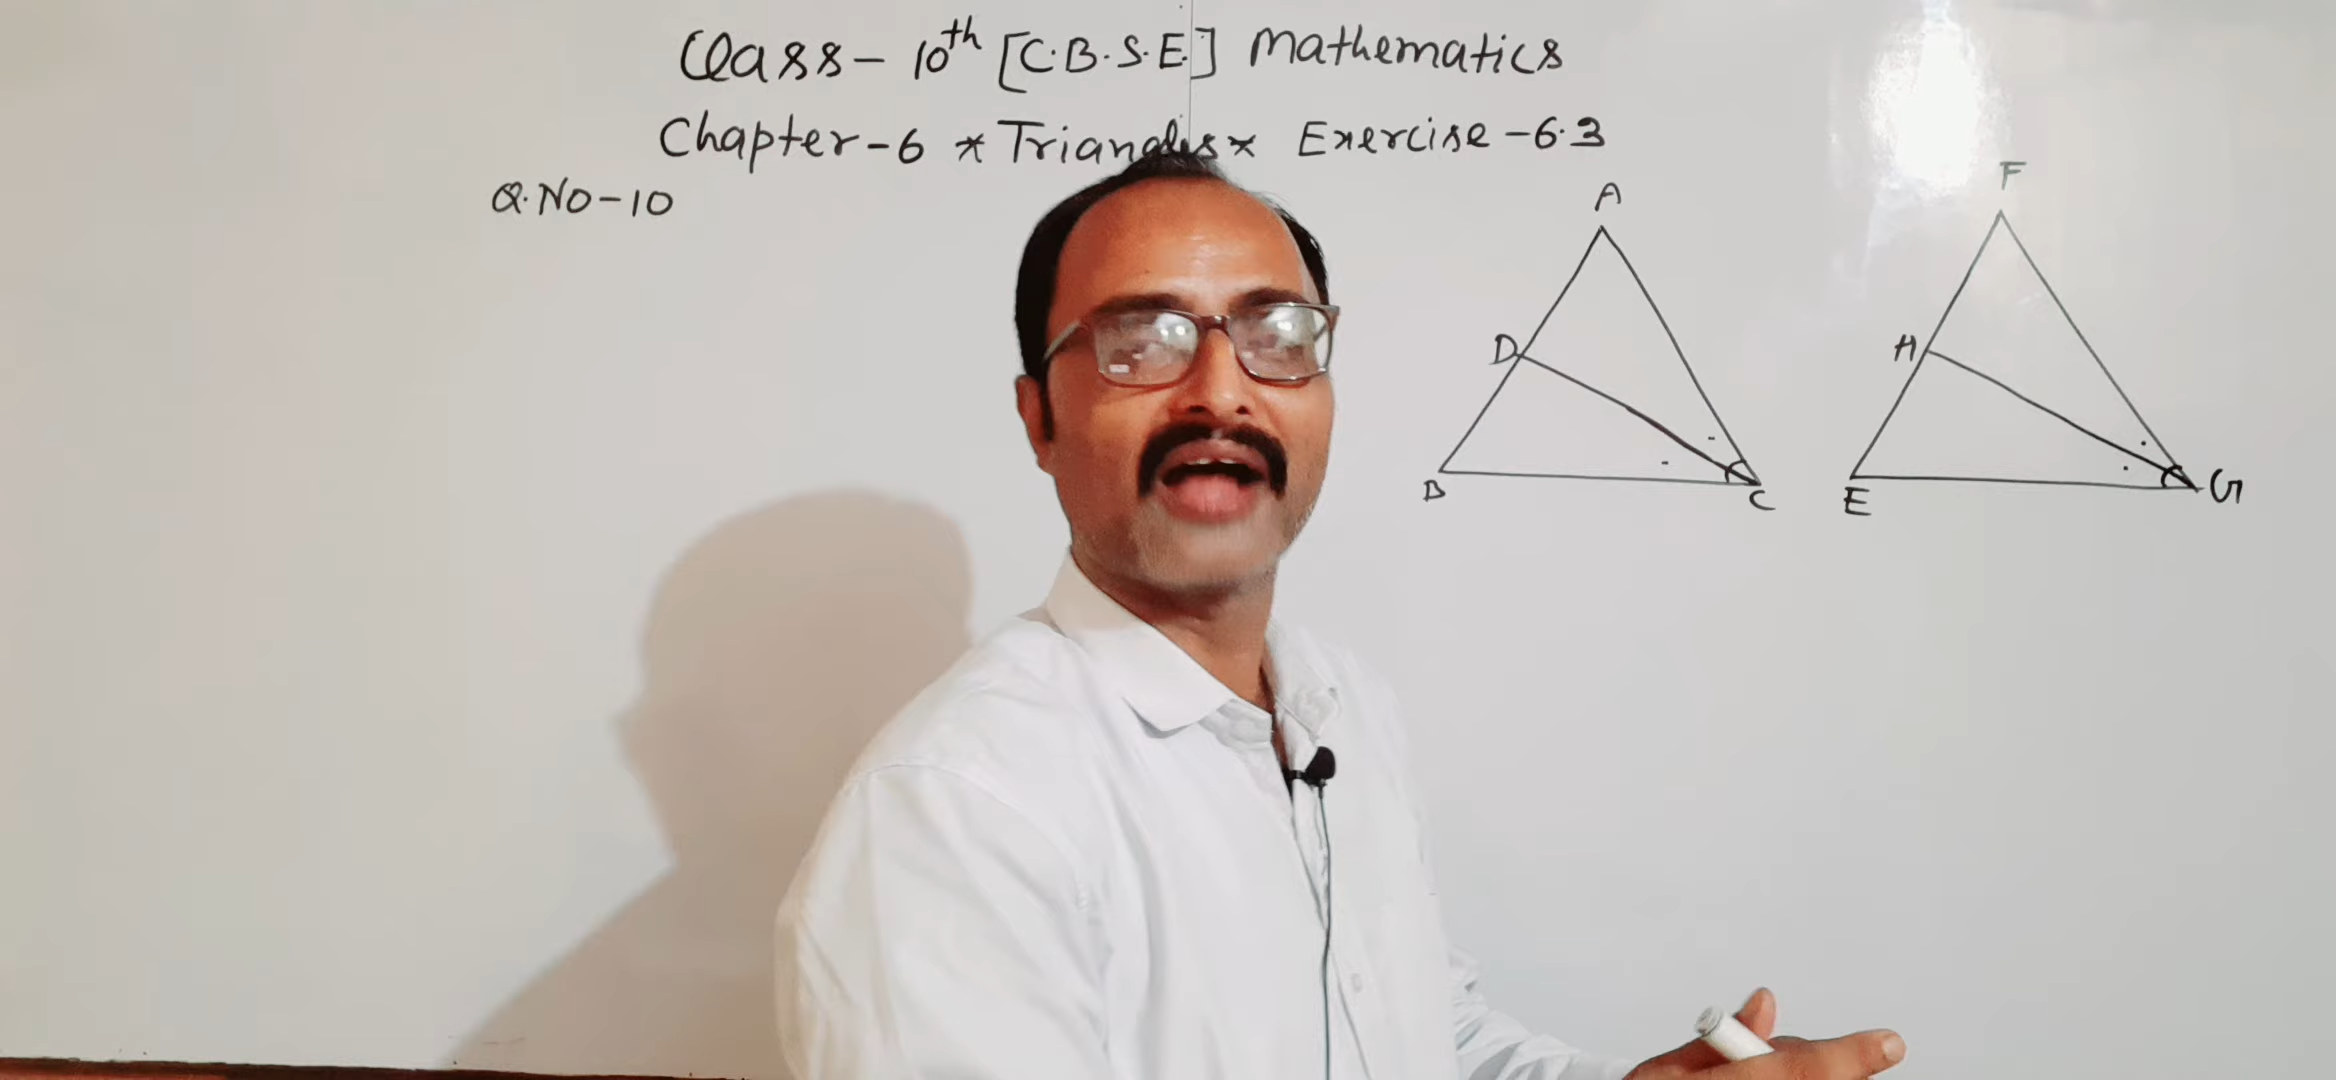 Class - 10th [C.B.S.E.] Mathematics
Chapter - 6 * Triangles * Exercise - 6.3
Q.NO - 10
A
F
D
H
B
C
E
G